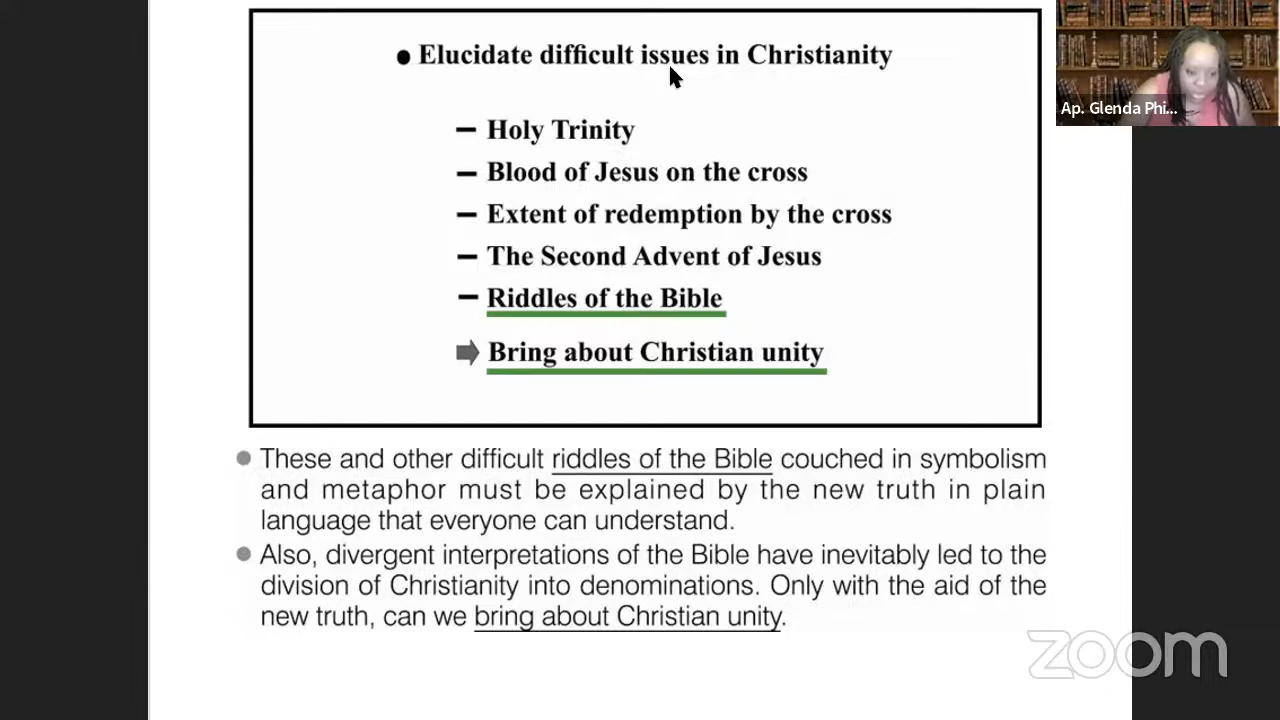 ● Elucidate difficult issues in Christianity
Ap. Glenda Phi...
— Holy Trinity
— Blood of Jesus on the cross
— Extent of redemption by the cross
— The Second Advent of Jesus
— Riddles of the Bible
Bring about Christian unity
● These and other difficult riddles of the Bible couched in symbolism
and metaphor must be explained by the new truth in plain
language that everyone can understand.
● Also, divergent interpretations of the Bible have inevitably led to the
division of Christianity into denominations. Only with the aid of the
new truth, can we bring about Christian unity.
zoom